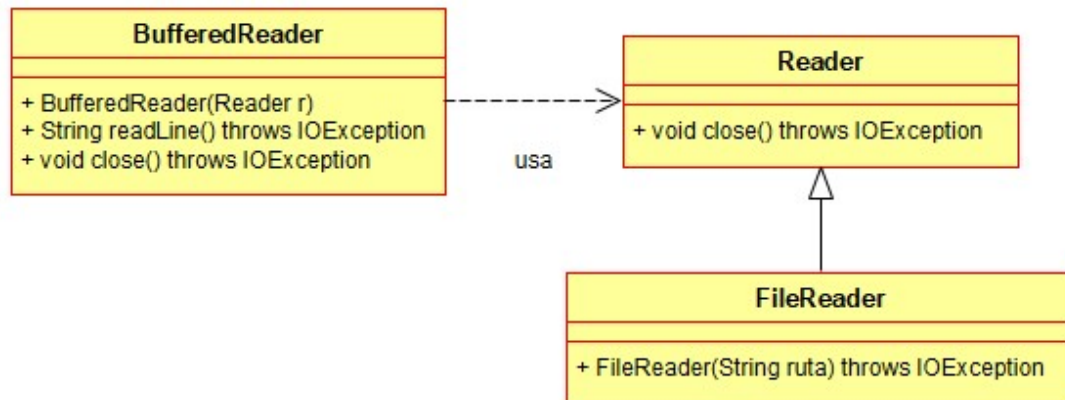 BufferedReader
+ BufferedReader(Reader r)
+ String readLine() throws IOException
+ void close() throws IOException
usa
Reader
+ void close() throws IOException
FileReader
+ FileReader(String ruta) throws IOException